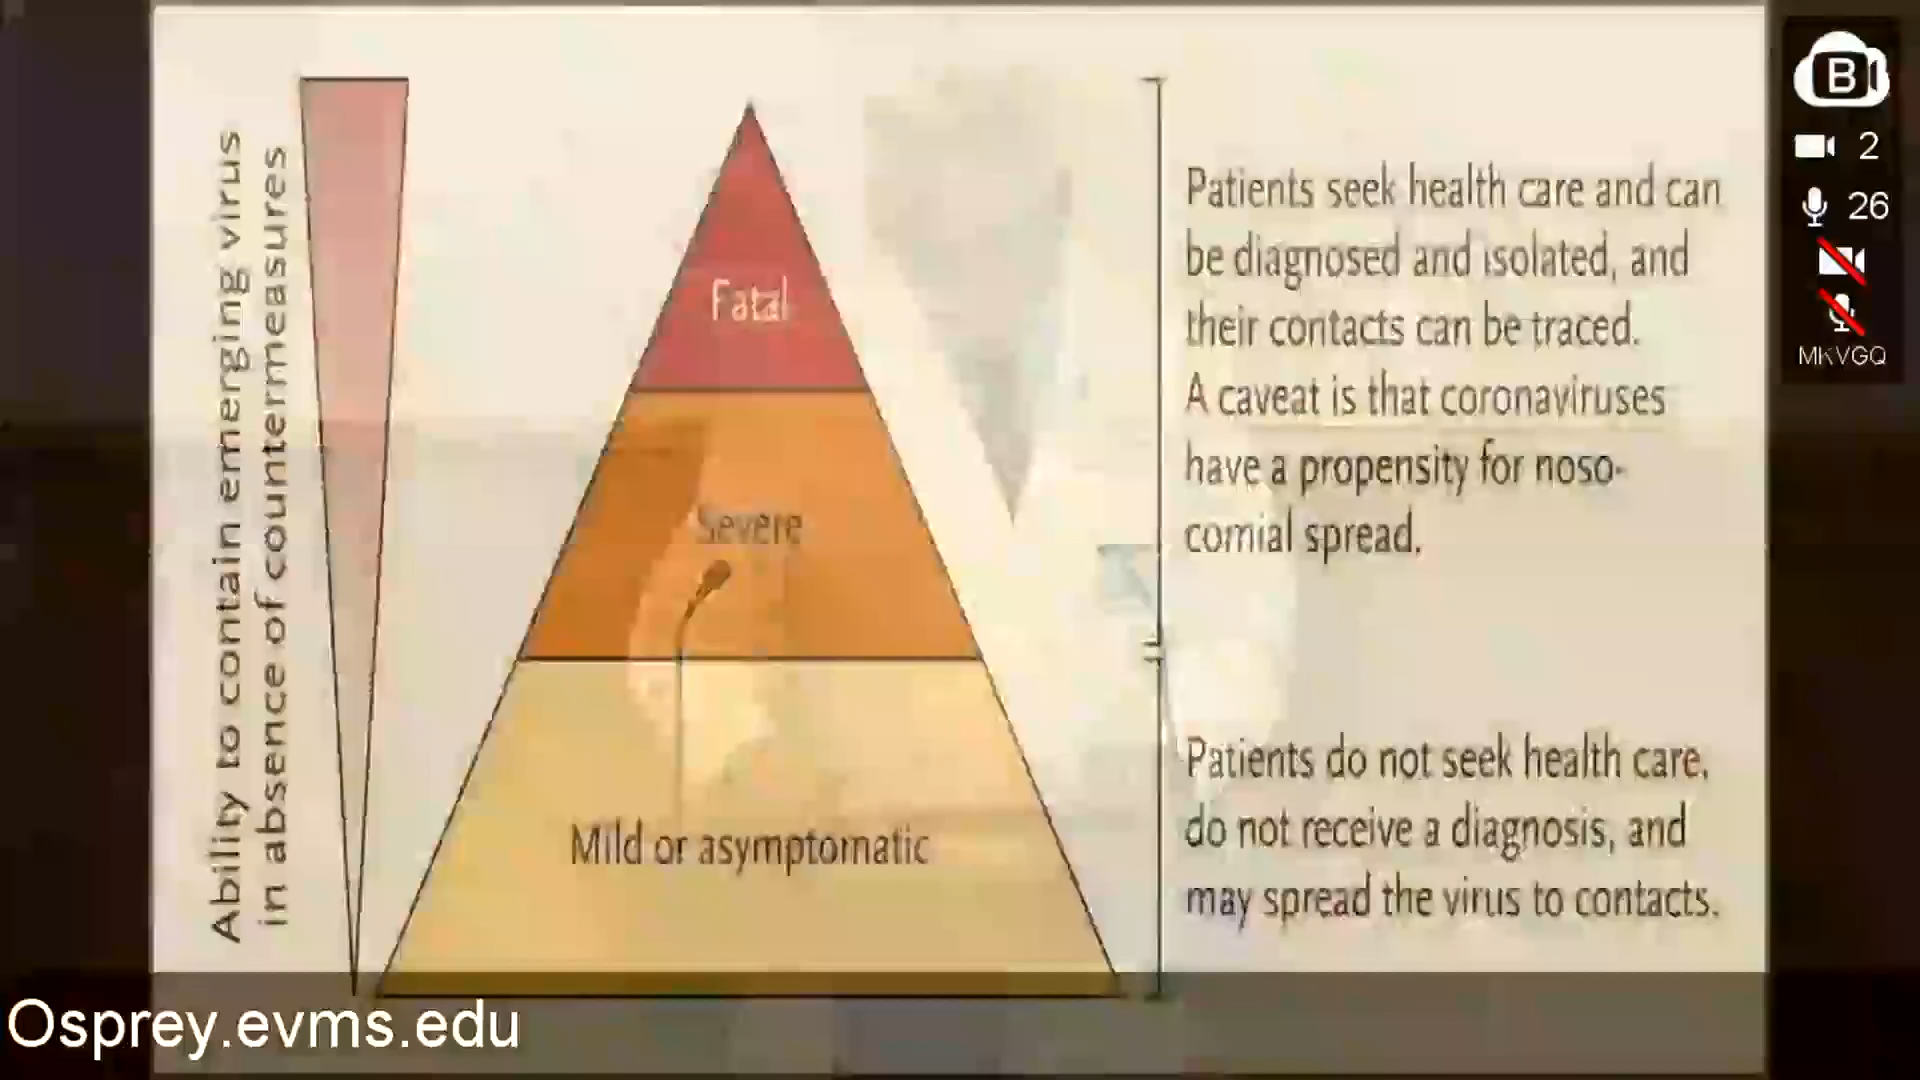 Ability to contain emerging virus
in absence of countermeasures
Fatal
Severe
Mild or asymptomatic
Patients seek health care and can
be diagnosed and isolated, and
their contacts can be traced.
A caveat is that coronaviruses
have a propensity for noso-
comial spread.
Patients do not seek health care,
do not receive a diagnosis, and
may spread the virus to contacts.
B
2
26
MKVGQ
Osprey.evms.edu